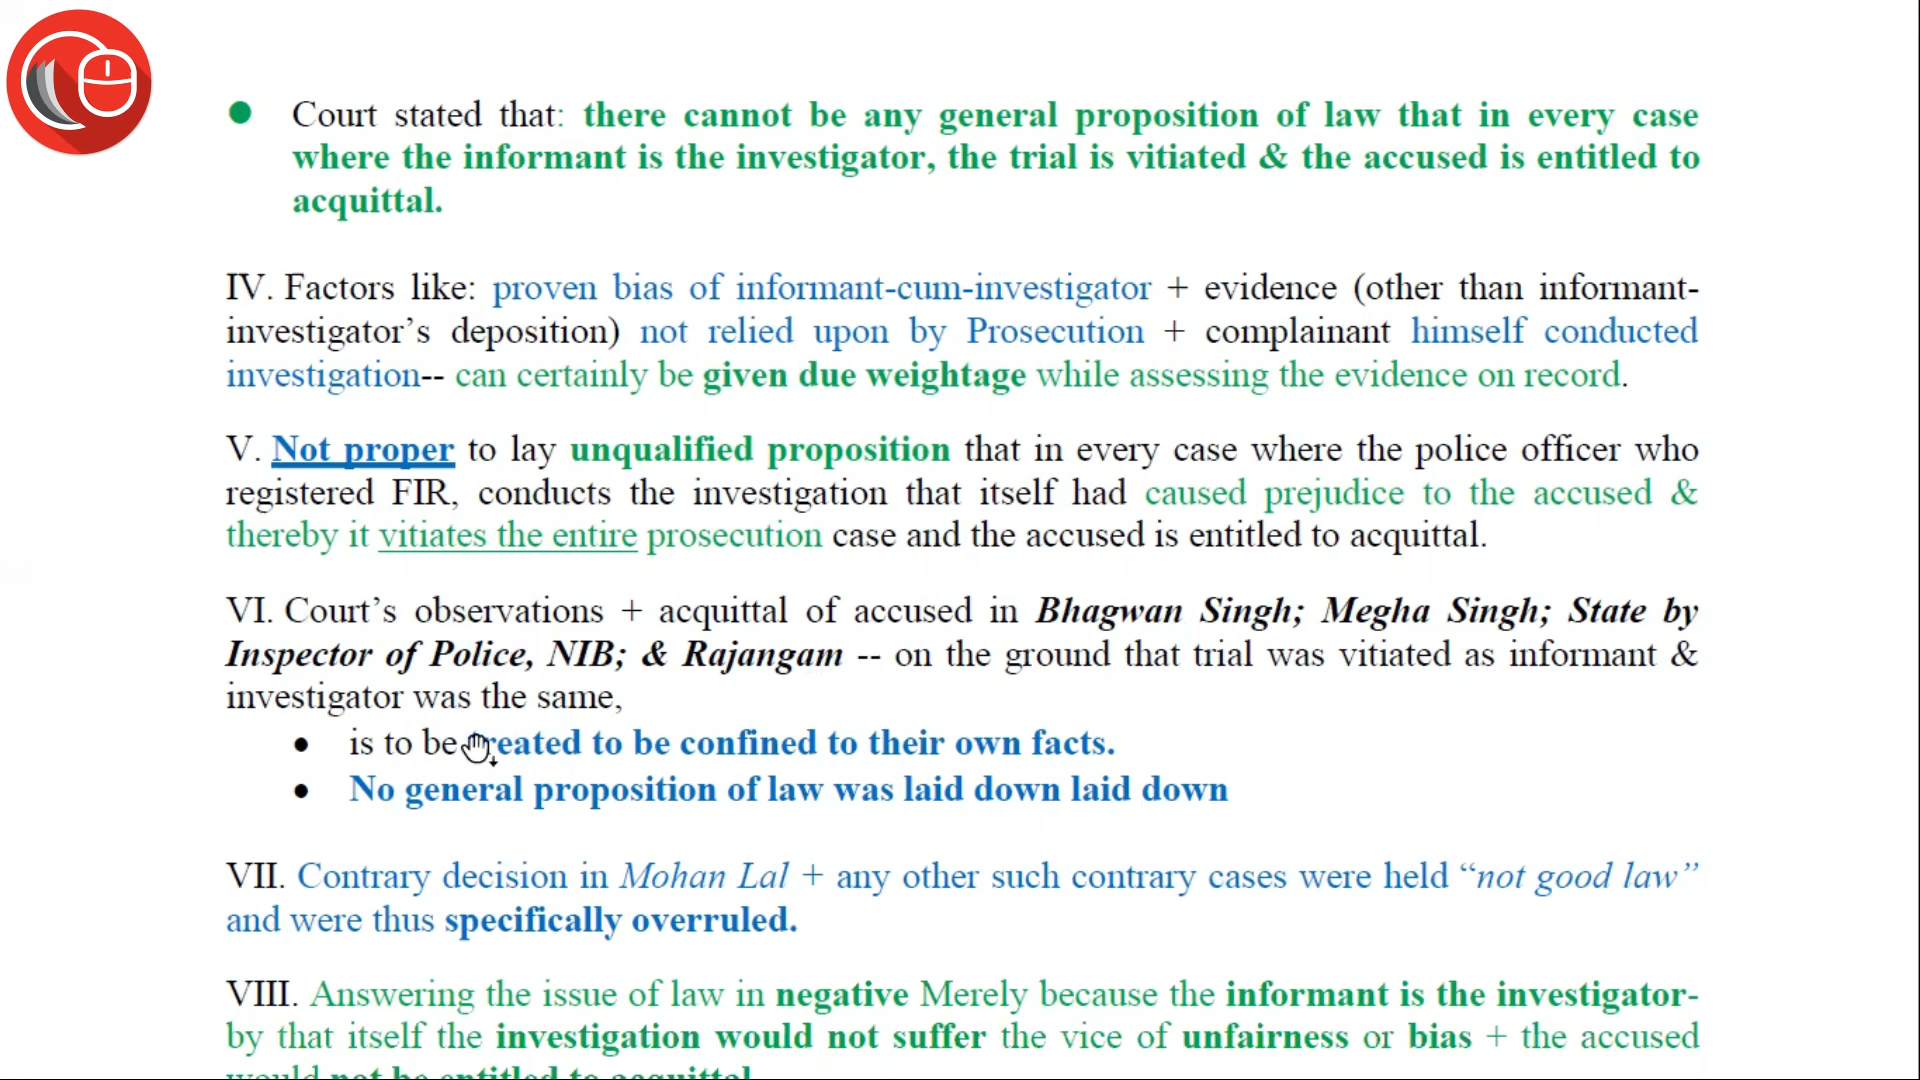 Court stated that: there cannot be any general proposition of law that in every case
where the informant is the investigator, the trial is vitiated & the accused is entitled to
acquittal.
IV. Factors like: proven bias of informant-cum-investigator + evidence (other than informant-
investigator’s deposition) not relied upon by Prosecution + complainant himself conducted
investigation-- can certainly be given due weightage while assessing the evidence on record.
V. Not proper to lay unqualified proposition that in every case where the police officer who
registered FIR, conducts the investigation that itself had caused prejudice to the accused &
thereby it vitiates the entire prosecution case and the accused is entitled to acquittal.
VI. Court’s observations + acquittal of accused in Bhagwan Singh; Megha Singh; State by
Inspector of Police, NIB; & Rajangam -- on the ground that trial was vitiated as informant &
investigator was the same,
• is to be treated to be confined to their own facts.
• No general proposition of law was laid down laid down
VII. Contrary decision in Mohan Lal + any other such contrary cases were held “not good law”
and were thus specifically overruled.
VIII. Answering the issue of law in negative Merely because the informant is the investigator-
by that itself the investigation would not suffer the vice of unfairness or bias + the accused
would not be entitled to acquittal